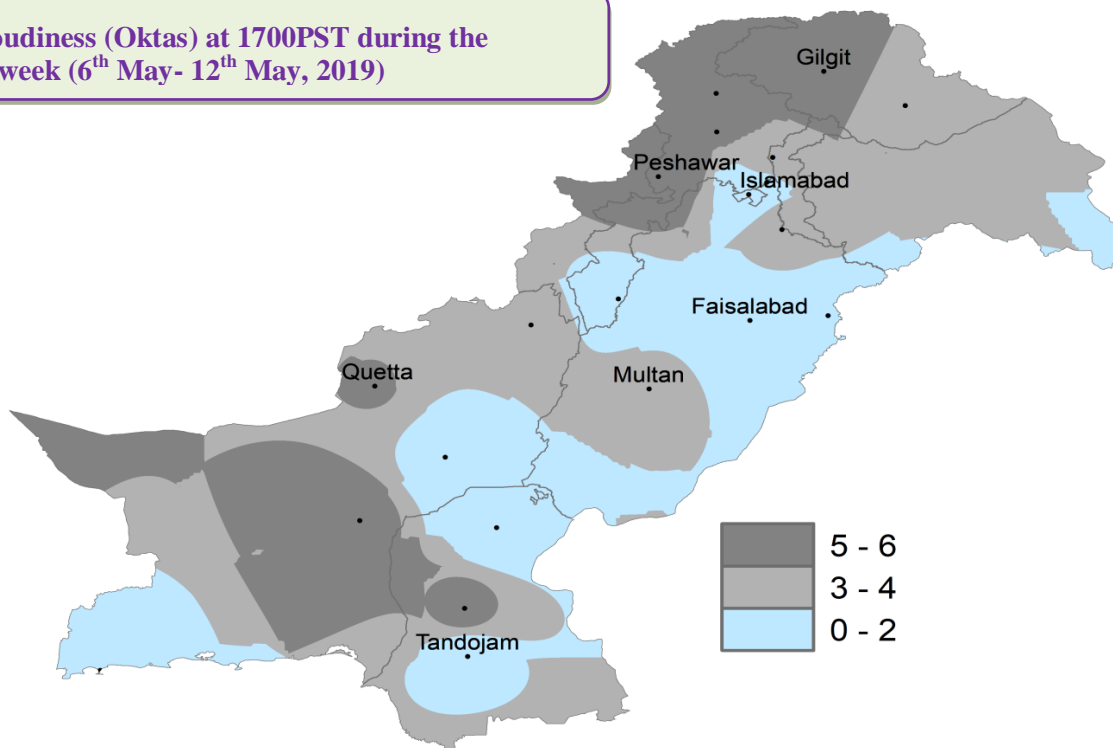 oudiness (Oktas) at 1700PST during the
week (6th May- 12th May, 2019)
Gilgit
Peshawar
Islamabad
Faisalabad
Quetta
Multan
Tandojam
5 - 6
3 - 4
0 - 2